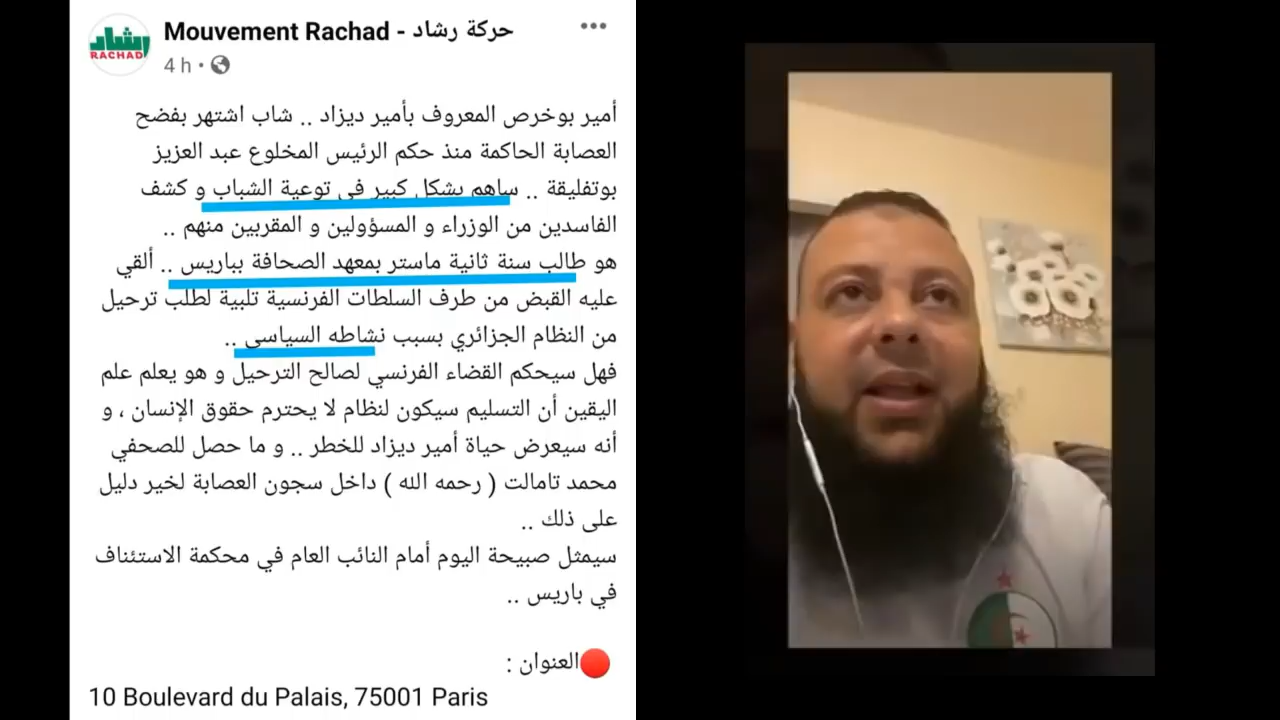 Mouvement Rachad - حركة رشاد
رشاد
RACHAD
4 h
أمير بوخرص المعروف بأمير ديزاد .. شاب اشتهر بفضح
العصابة الحاكمة منذ حكم الرئيس المخلوع عبد العزيز
بوتفليقة .. ساهم بشكل كبير في توعية الشباب و كشف
الفاسدين من الوزراء و المسؤولين و المقربين منهم ..
هو طالب سنة ثانية ماستر بمعهد الصحافة بباريس .. ألقي
عليه القبض من طرف السلطات الفرنسية تلبية لطلب ترحيل
من النظام الجزائري بسبب نشاطه السياسي ..
فهل سيحكم القضاء الفرنسي لصالح الترحيل و هو يعلم علم
اليقين أن التسليم سيكون لنظام لا يحترم حقوق الإنسان ، و
أنه سيعرض حياة أمير ديزاد للخطر .. و ما حصل للصحفي
محمد تامالت ( رحمه الله ) داخل سجون العصابة لخير دليل
على ذلك ..
سيمثل صبيحة اليوم أمام النائب العام في محكمة الاستئناف
في باريس ..
العنوان :
10 Boulevard du Palais, 75001 Paris